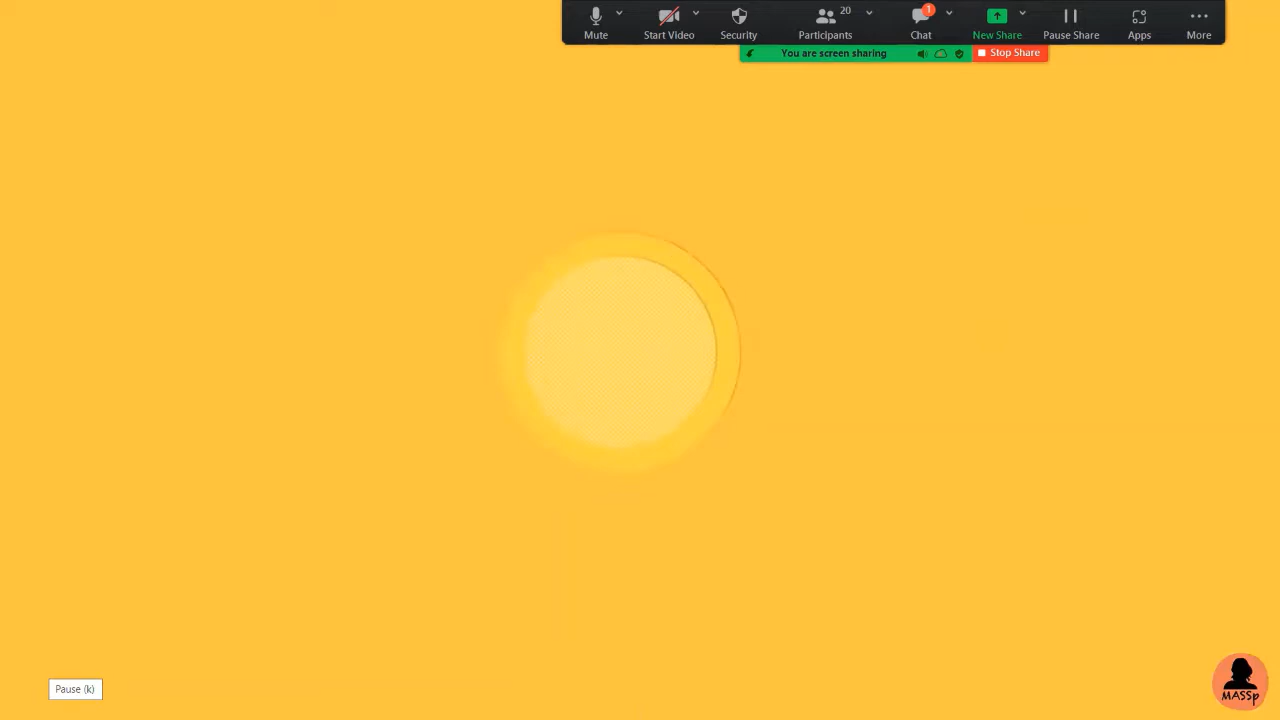 Mute
Start Video
Security
Participants
20
Chat
1
New Share
Pause Share
Apps
More
You are screen sharing
Stop Share
Pause (k)
MASSP